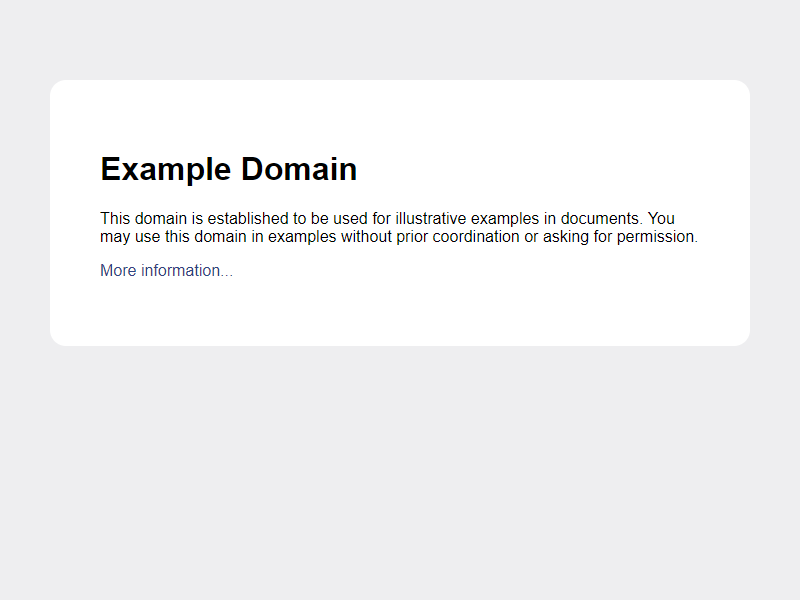 Example Domain
This domain is established to be used for illustrative examples in documents. You
may use this domain in examples without prior coordination or asking for permission.
More information...